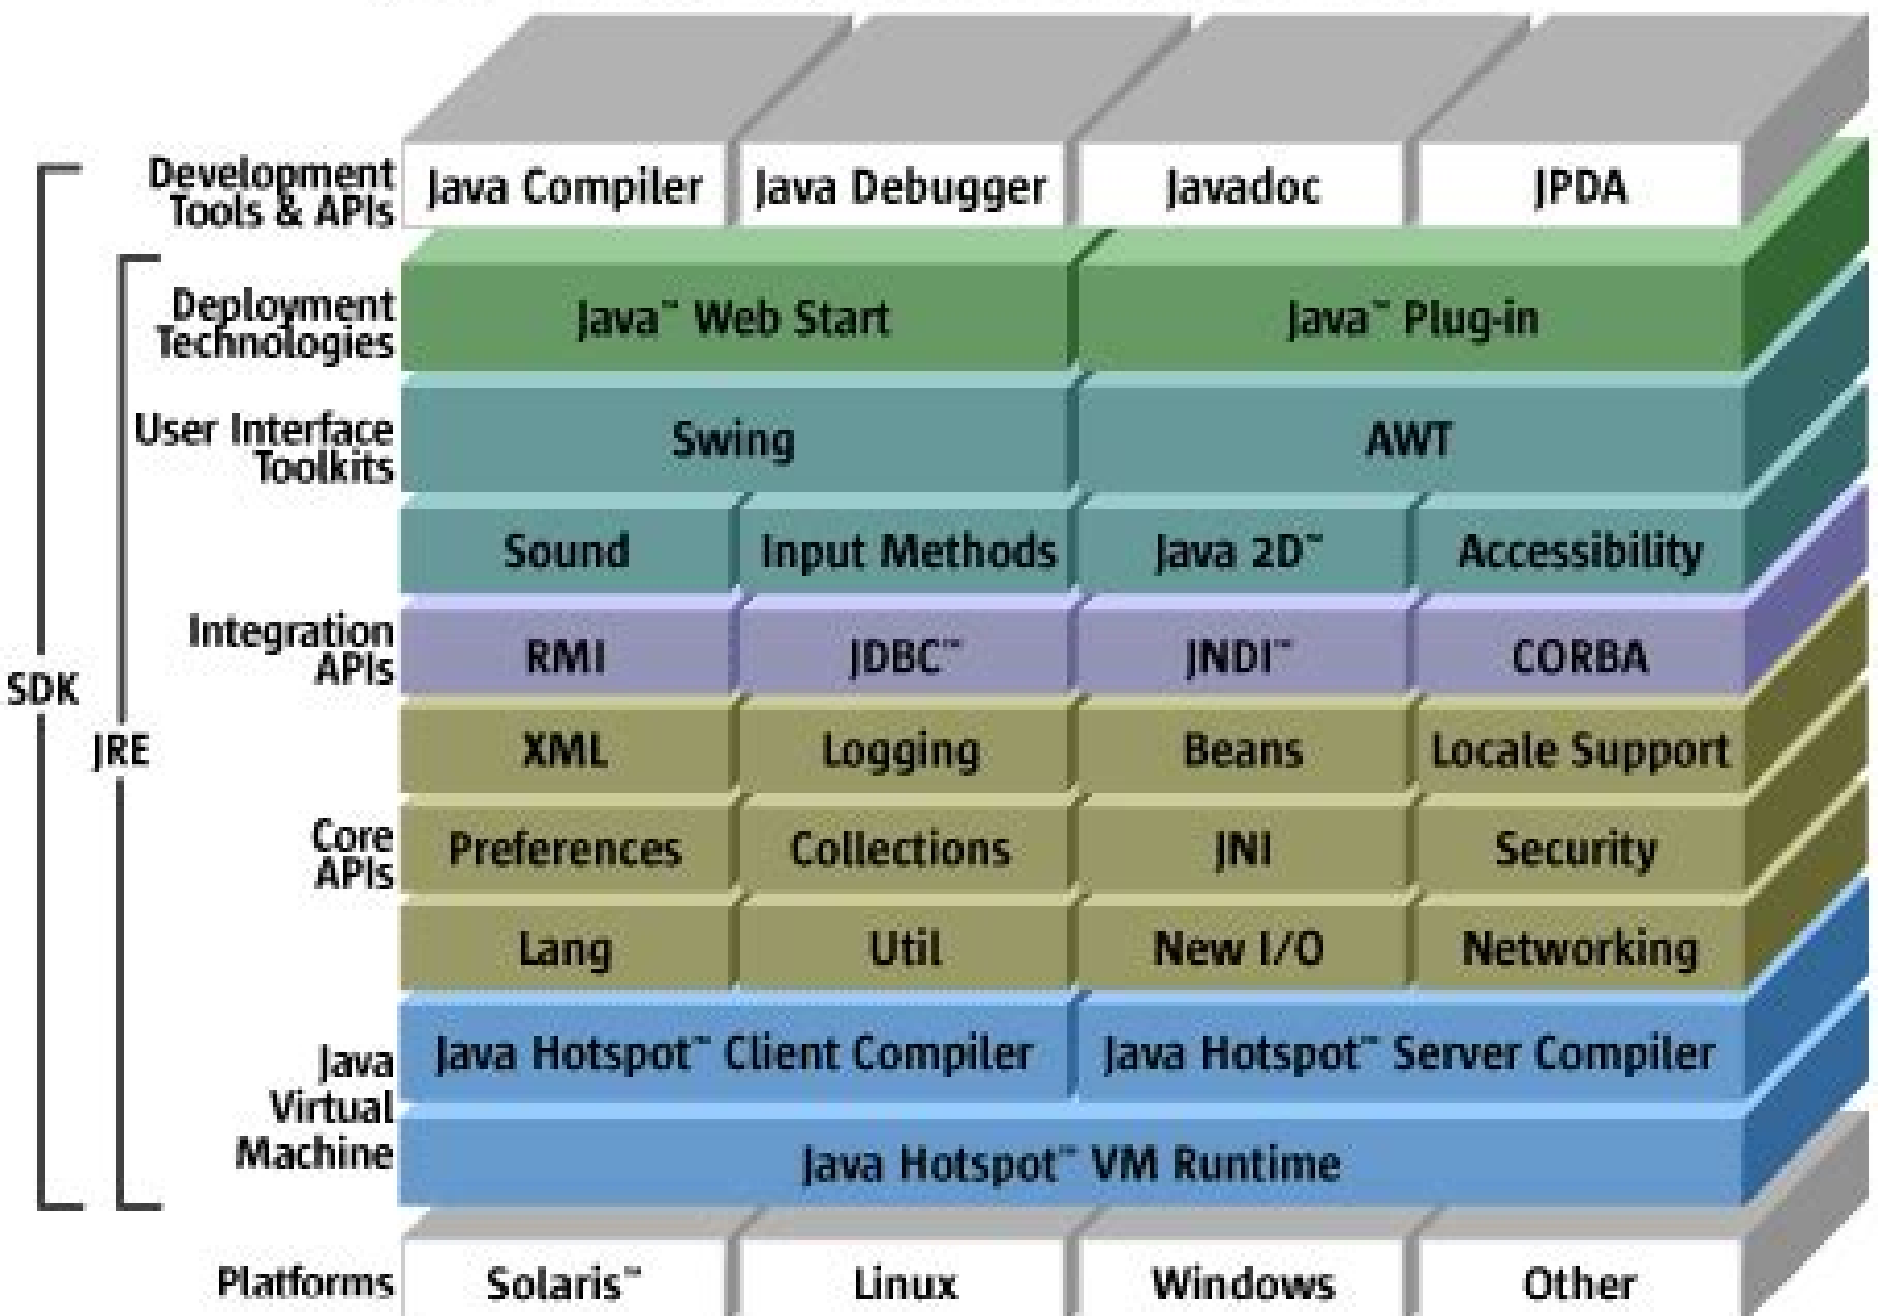 Development
Tools & APIs
Java Compiler
Java Debugger
Javadoc
JPDA
Deployment
Technologies
Java™ Web Start
Java™ Plug-in
User Interface
Toolkits
Swing
AWT
Sound
Input Methods
Java 2D™
Accessibility
Integration
APIs
RMI
JDBC™
JNDI™
CORBA
SDK
JRE
XML
Logging
Beans
Locale Support
Core
APIs
Preferences
Collections
JNI
Security
Lang
Util
New I/O
Networking
Java
Virtual
Machine
Java Hotspot™ Client Compiler
Java Hotspot™ Server Compiler
Java Hotspot™ VM Runtime
Platforms
Solaris™
Linux
Windows
Other